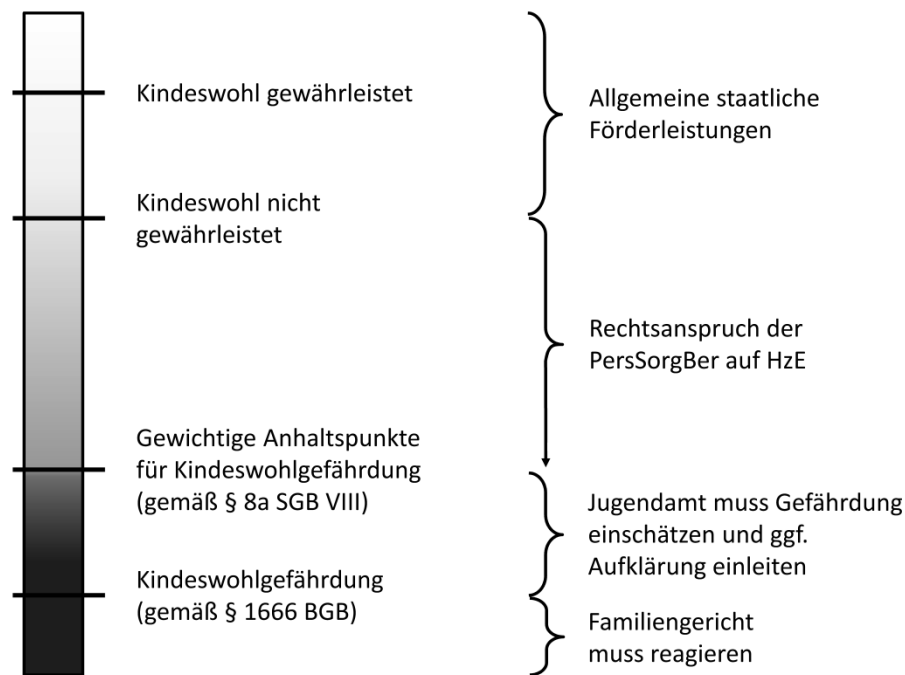 Kindeswohl gewährleistet
Allgemeine staatliche
Förderleistungen
Kindeswohl nicht
gewährleistet
Rechtsanspruch der
PersSorgBer auf HzE
Gewichtige Anhaltspunkte
für Kindeswohlgefährdung
(gemäß § 8a SGB VIII)
Jugendamt muss Gefährdung
einschätzen und ggf.
Aufklärung einleiten
Kindeswohlgefährdung
(gemäß § 1666 BGB)
Familiengericht
muss reagieren